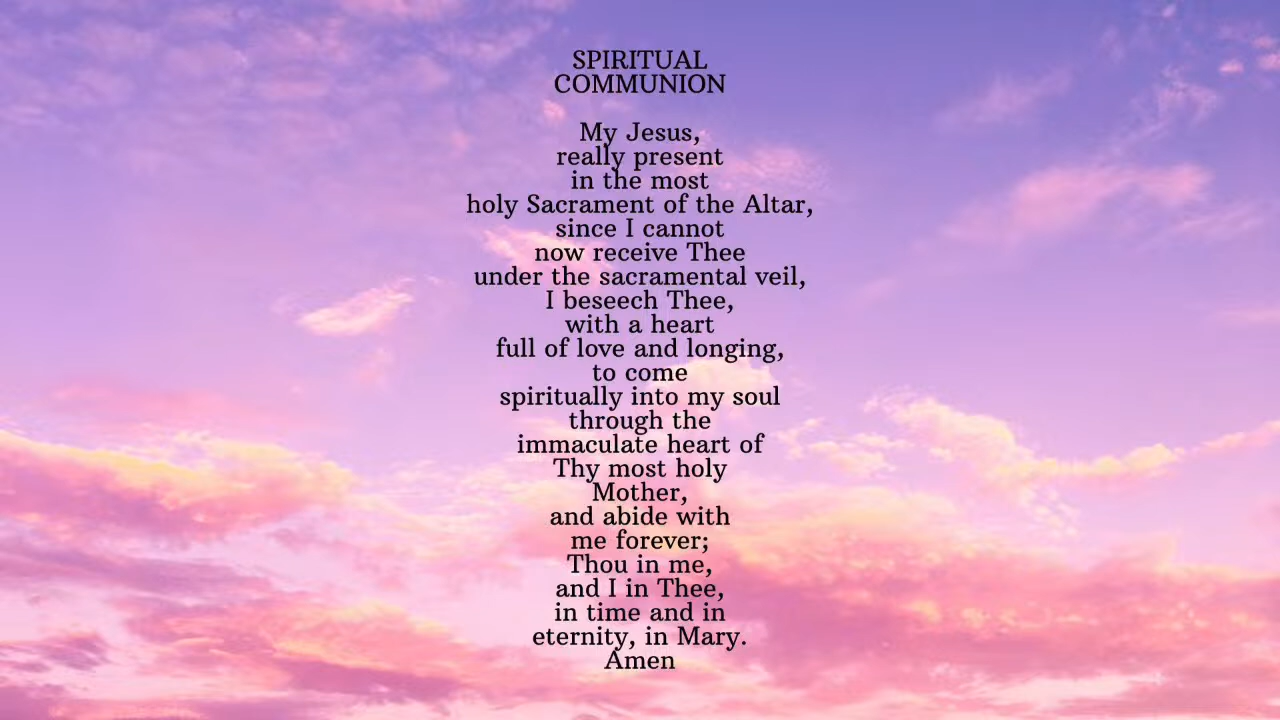 SPIRITUAL
COMMUNION
My Jesus,
really present
in the most
holy Sacrament of the Altar,
since I cannot
now receive Thee
under the sacramental veil,
I beseech Thee,
with a heart
full of love and longing,
to come
spiritually into my soul
through the
immaculate heart of
Thy most holy
Mother,
and abide with
me forever;
Thou in me,
and I in Thee,
in time and in
eternity, in Mary.
Amen